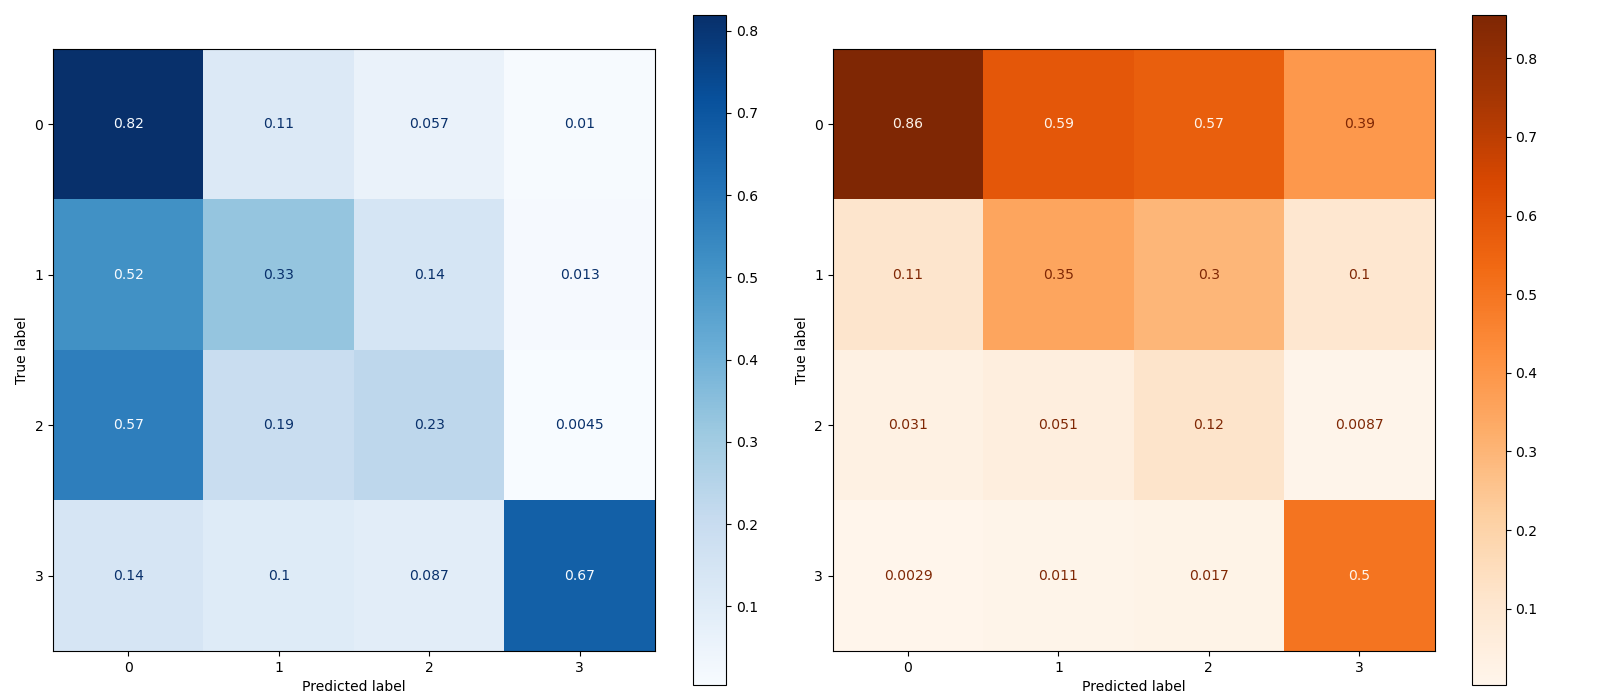 0.82 0.11 0.057 0.01
0.52 0.33 0.14 0.013
0.57 0.19 0.23 0.0045
0.14 0.1 0.087 0.67
0
1
2
3
True label
0 1 2 3
Predicted label
0.8
0.7
0.6
0.5
0.4
0.3
0.2
0.1
0.86 0.59 0.57 0.39
0.11 0.35 0.3 0.1
0.031 0.051 0.12 0.0087
0.0029 0.011 0.017 0.5
0
1
2
3
True label
0 1 2 3
Predicted label
0.8
0.7
0.6
0.5
0.4
0.3
0.2
0.1